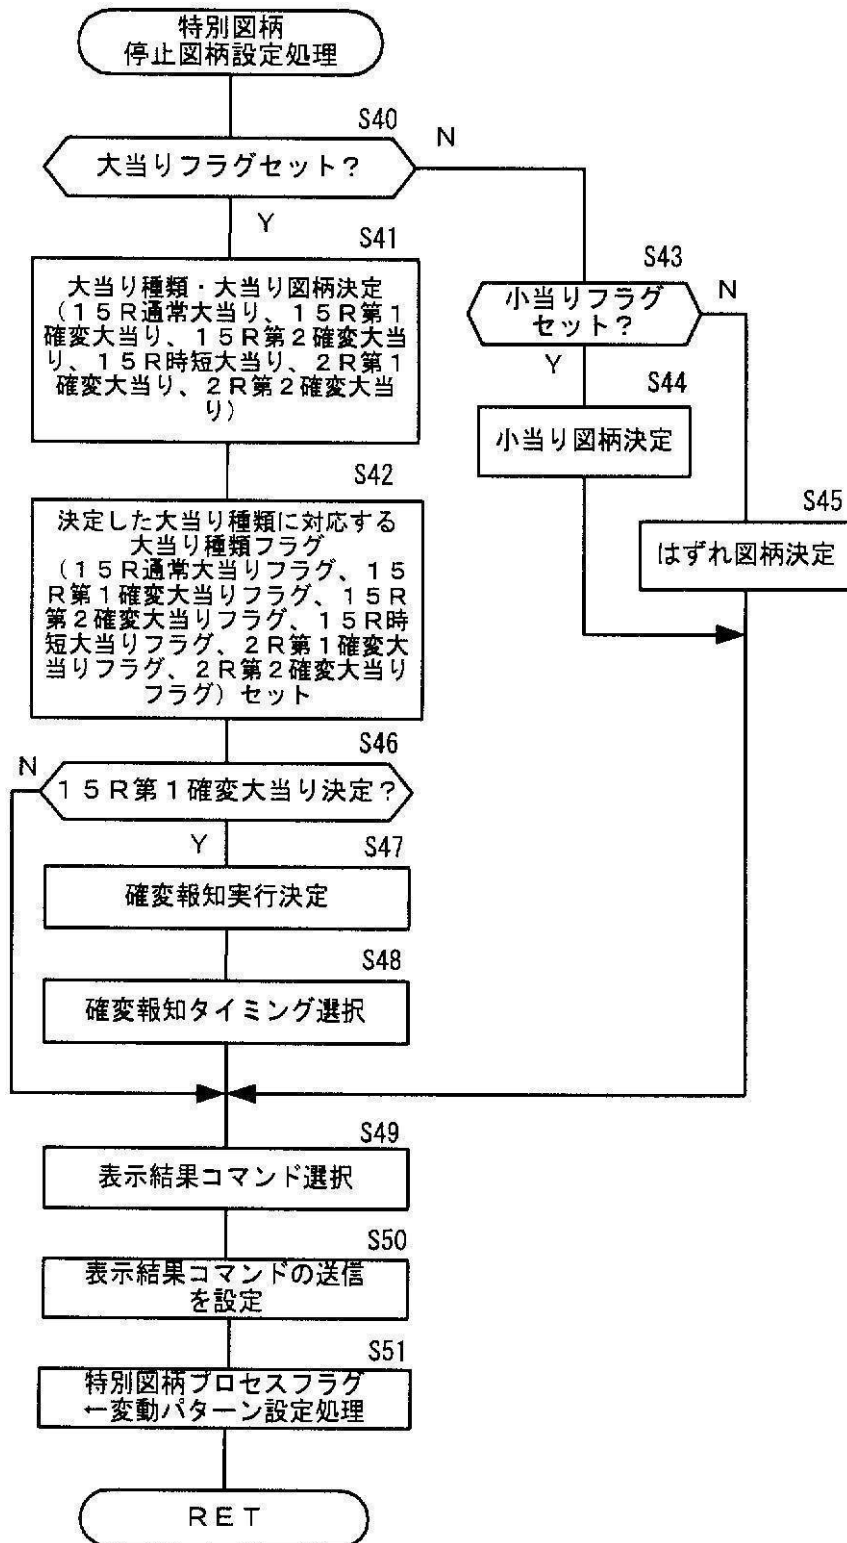 特別図柄
停止図柄設定処理
S40
大当りフラグセット？
N
Y
S41
大当り種類・大当り図柄決定
（１５Ｒ通常大当り、１５Ｒ第１
確変大当り、１５Ｒ第２確変大当
り、１５Ｒ時短大当り、２Ｒ第１
確変大当り、２Ｒ第２確変大当
り）
S43
小当りフラグ
セット？
N
Y
S44
小当り図柄決定
S45
はずれ図柄決定
S42
決定した大当り種類に対応する
大当り種類フラグ
（１５Ｒ通常大当りフラグ、１５
Ｒ第１確変大当りフラグ、１５Ｒ
第２確変大当りフラグ、１５Ｒ時
短大当りフラグ、２Ｒ第１確変大
当りフラグ、２Ｒ第２確変大当り
フラグ）セット
S46
N
１５Ｒ第１確変大当り決定？
Y
S47
確変報知実行決定
S48
確変報知タイミング選択
S49
表示結果コマンド選択
S50
表示結果コマンドの送信
を設定
S51
特別図柄プロセスフラグ
←変動パターン設定処理
ＲＥＴ